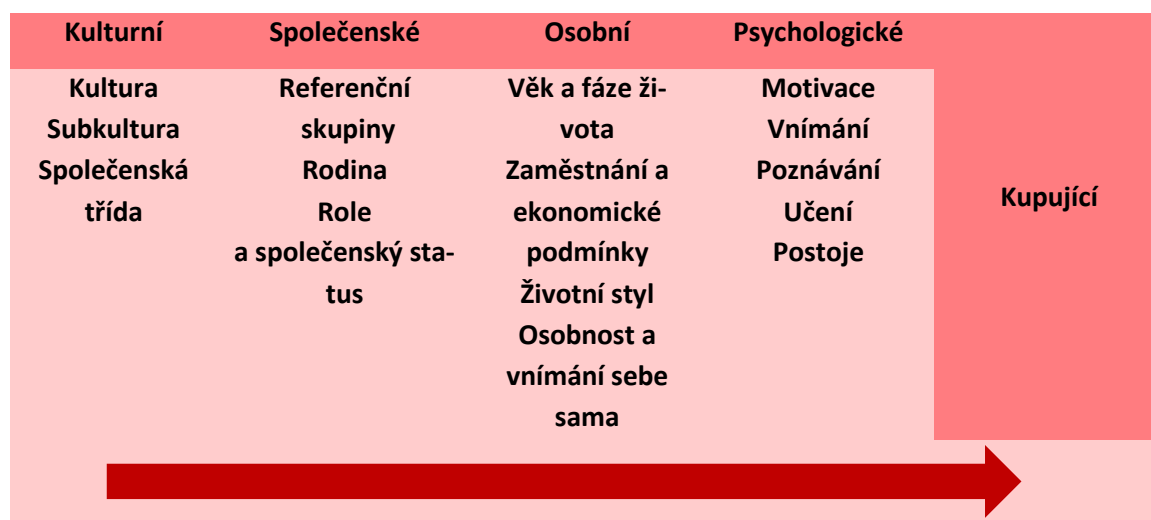 Kulturní
Společenské
Osobní
Psychologické
Kultura
Subkultura
Společenská
třída
Referenční
skupiny
Rodina
Role
a společenský sta-
tus
Věk a fáze ži-
vota
Zaměstnání a
ekonomické
podmínky
Životní styl
Osobnost a
vnímání sebe
sama
Motivace
Vnímání
Poznávání
Učení
Postoje
Kupující